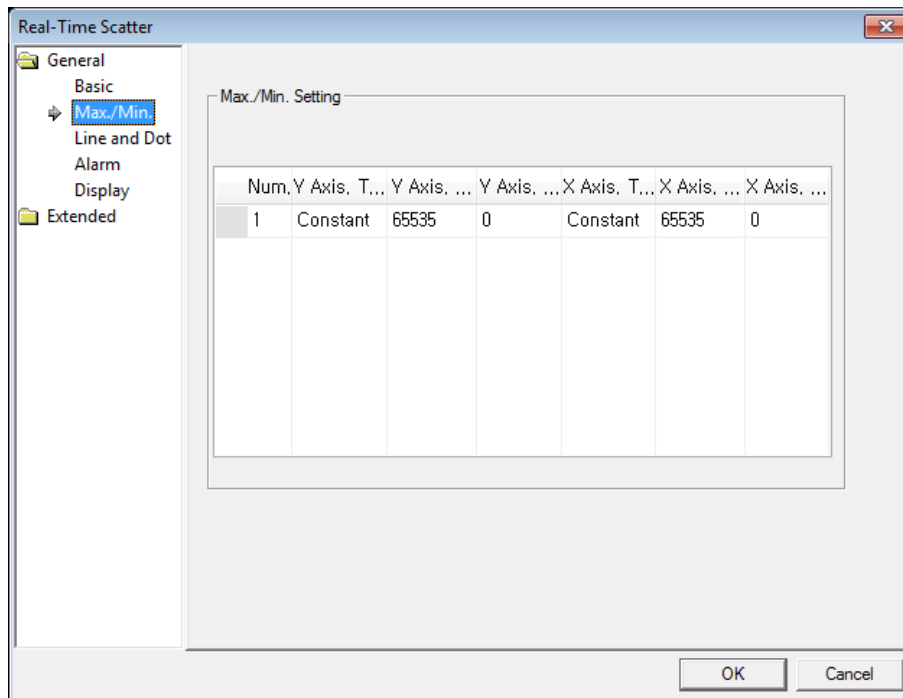 Real-Time Scatter
General
Basic
Max./Min.
Line and Dot
Alarm
Display
Extended
Max./Min. Setting
Num. Y Axis, T... Y Axis, ... Y Axis, ... X Axis, T... X Axis, ... X Axis, ...
1 Constant 65535 0 Constant 65535 0
OK Cancel